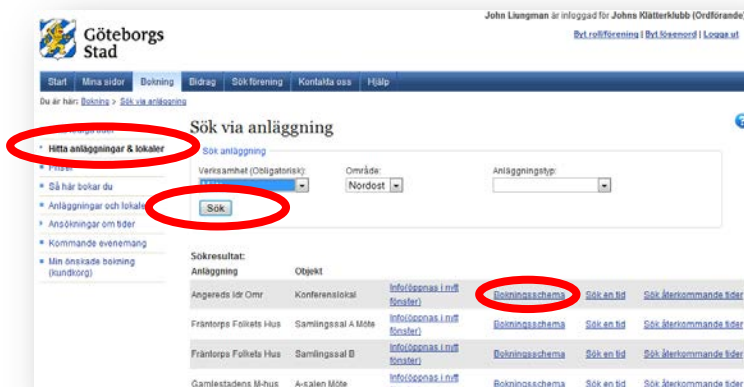 John Ljungman är inloggad för Johns Klätterklubb (Ordförande)
Byt roll/förening | Byt lösenord | Logga ut
Göteborgs
Stad
Start Mina sidor Bokning Bidrag Sök förening Kontakta oss Hjälp
Du är här: Bokning > Sök via anläggning
Sök via anläggning
Hitta anläggningar & lokaler
Sök anläggning
Verksamhet (Obligatorisk): Område: Anläggningstyp:
Nordost
Priser
Så här bokar du
Anläggningar och lokaler
Sök
Ansökningar om tider
Kommande evenemang
Min önskade bokning
(kundkorg)
Sökresultat:
Anläggning Objekt
Angereds Idr Omr Konferenslokal Info(öppnas i nytt fönster) Bokningsschema Sök en tid Sök återkommande tider
Fräntorps Folkets Hus Samlingssal A Möte Info(öppnas i nytt fönster) Bokningsschema Sök en tid Sök återkommande tider
Fräntorps Folkets Hus Samlingssal B Info(öppnas i nytt fönster) Bokningsschema Sök en tid Sök återkommande tider
Gamlestadens M-hus A-salen Möte Info(öppnas i nytt Bokningsschema Sök en tid Sök återkommande tider